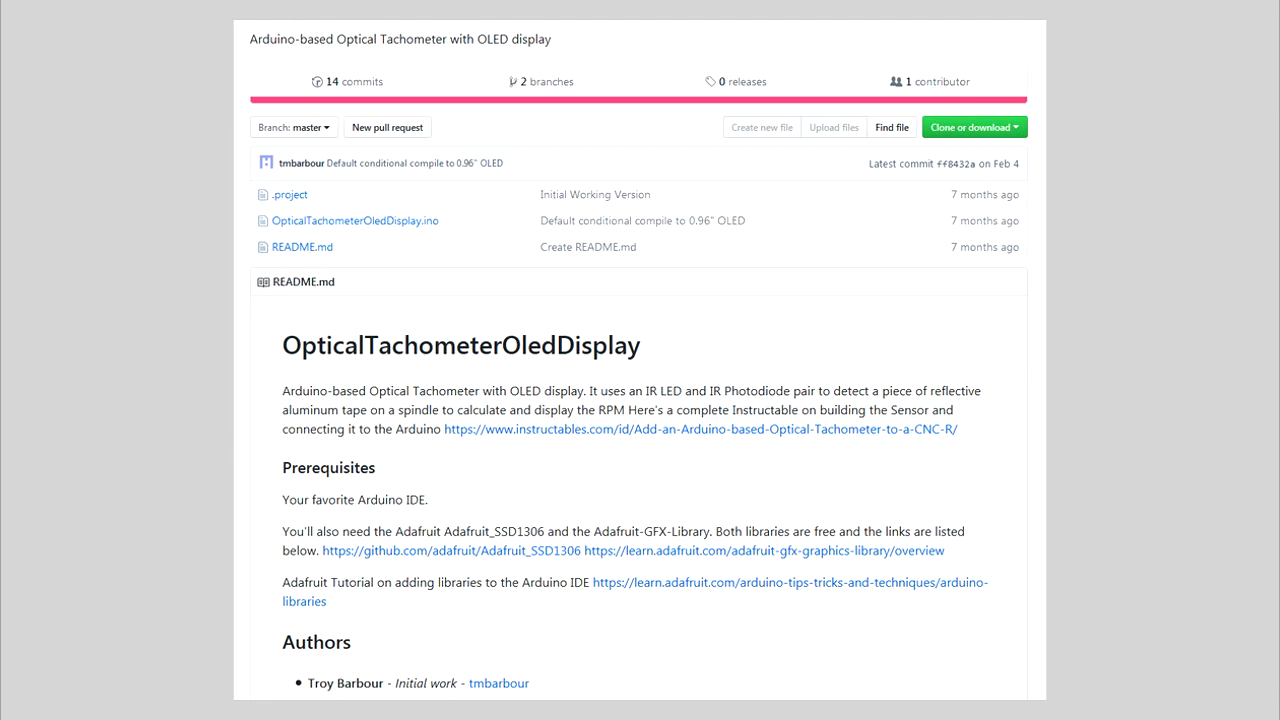 Arduino-based Optical Tachometer with OLED display
14 commits 2 branches 0 releases 1 contributor
Branch: master New pull request Create new file Upload files Find file Clone or download
tmbarbour Default conditional compile to 0.96" OLED Latest commit ff8432a on Feb 4
.project Initial Working Version 7 months ago
OpticalTachometerOledDisplay.ino Default conditional compile to 0.96" OLED 7 months ago
README.md Create README.md 7 months ago
README.md
OpticalTachometerOledDisplay
Arduino-based Optical Tachometer with OLED display. It uses an IR LED and IR Photodiode pair to detect a piece of reflective
aluminum tape on a spindle to calculate and display the RPM Here's a complete Instructable on building the Sensor and
connecting it to the Arduino https://www.instructables.com/id/Add-an-Arduino-based-Optical-Tachometer-to-a-CNC-R/
Prerequisites
Your favorite Arduino IDE.
You'll also need the Adafruit Adafruit_SSD1306 and the Adafruit-GFX-Library. Both libraries are free and the links are listed
below. https://github.com/adafruit/Adafruit_SSD1306 https://learn.adafruit.com/adafruit-gfx-graphics-library/overview
Adafruit Tutorial on adding libraries to the Arduino IDE https://learn.adafruit.com/arduino-tips-tricks-and-techniques/arduino-
libraries
Authors
• Troy Barbour - Initial work - tmbarbour